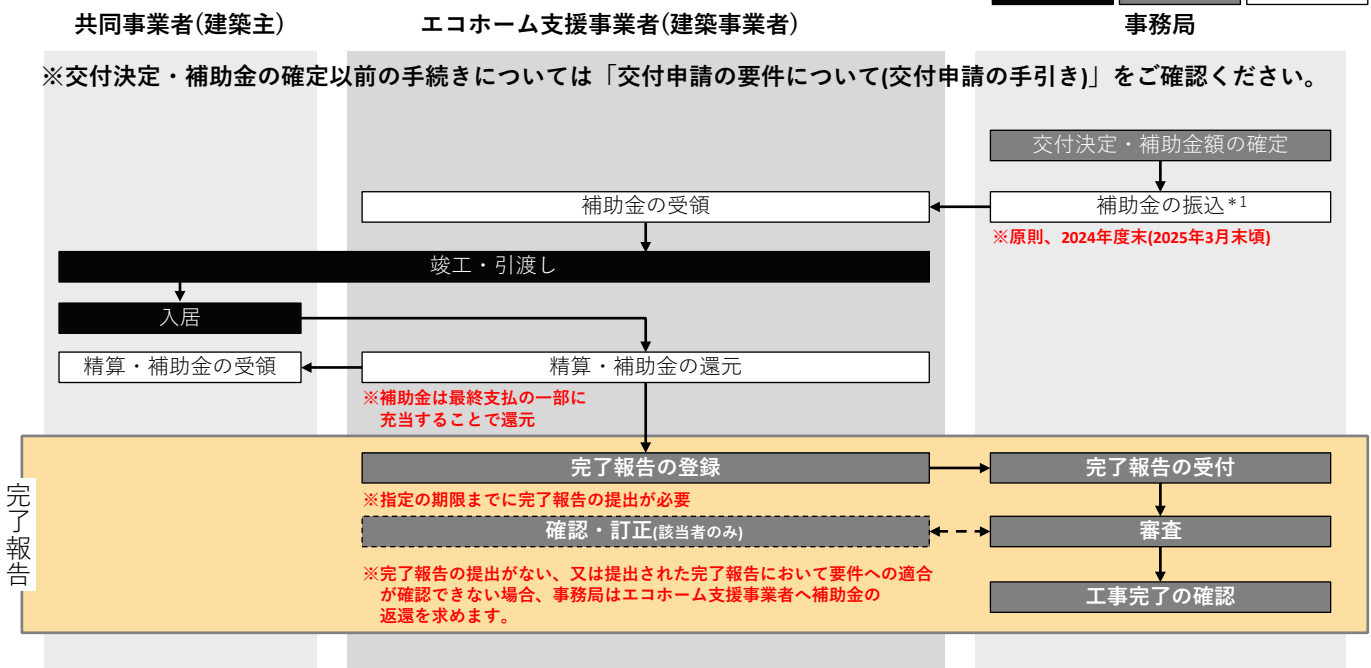 共同事業者(建築主)
エコホーム支援事業者(建築事業者)
事務局
※交付決定・補助金の確定以前の手続きについては「交付申請の要件について(交付申請の手引き)」をご確認ください。
交付決定・補助金額の確定
補助金の受領
補助金の振込*1
※原則、2024年度末(2025年3月末頃)
竣工・引渡し
入居
精算・補助金の受領
精算・補助金の還元
※補助金は最終支払の一部に
充当することで還元
完了報告
完了報告の登録
完了報告の受付
※指定の期限までに完了報告の提出が必要
確認・訂正(該当者のみ)
審査
※完了報告の提出がない、又は提出された完了報告において要件への適合
が確認できない場合、事務局はエコホーム支援事業者へ補助金の
返還を求めます。
工事完了の確認